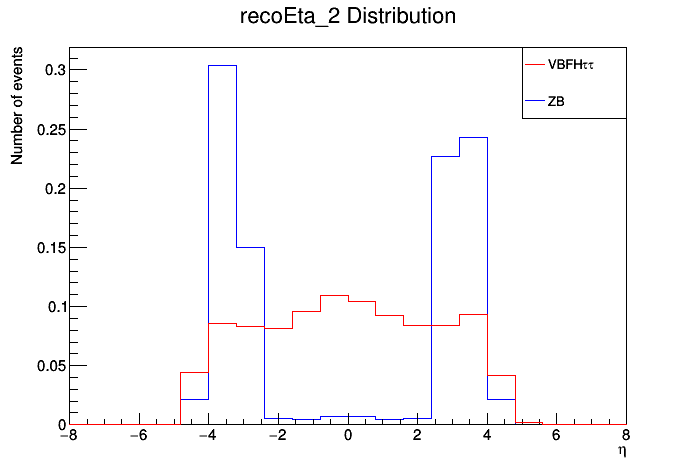 recoEta_2 Distribution
Number of events
VBFHττ
ZB
0.3
0.25
0.2
0.15
0.1
0.05
0
−8 −6 −4 −2 0 2 4 6 8
η